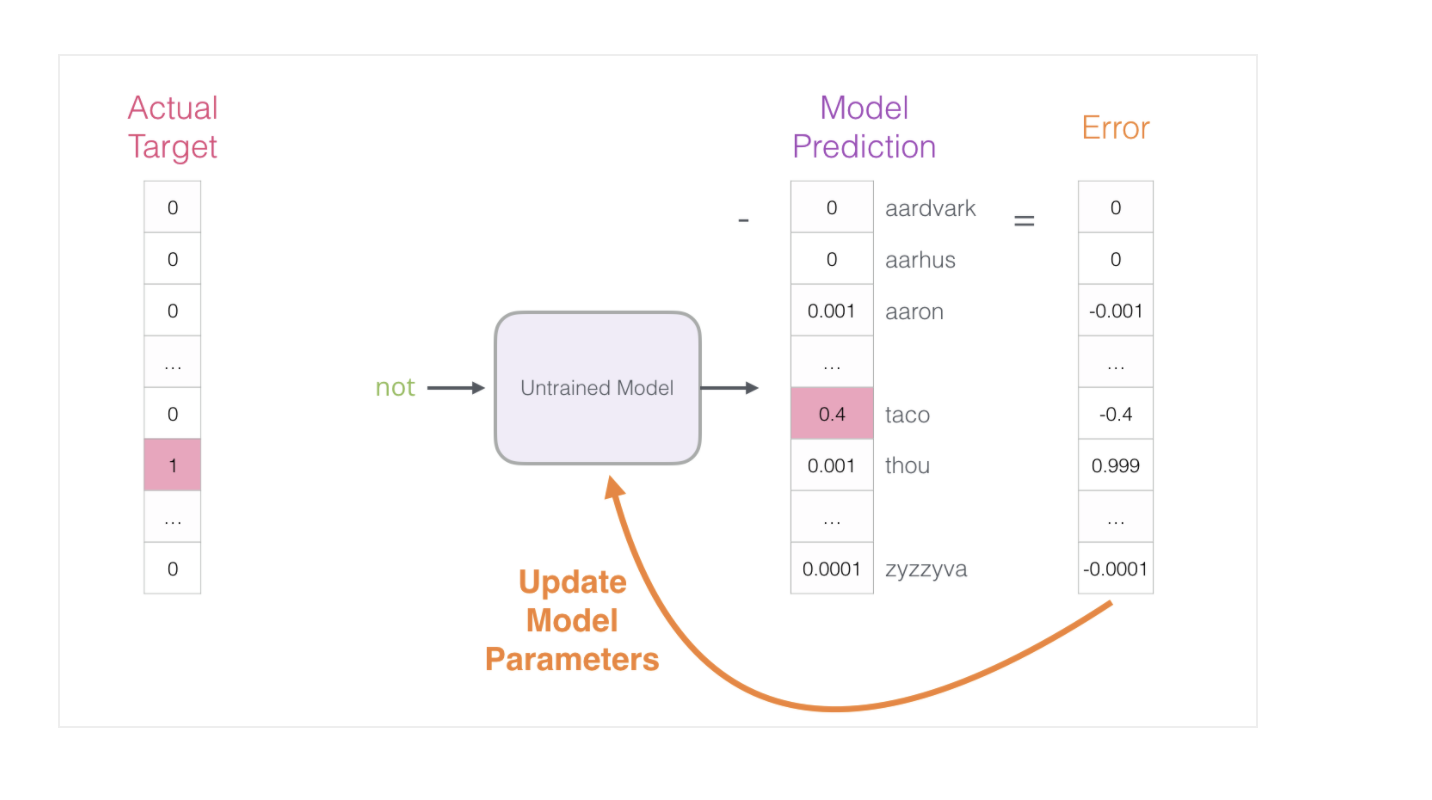 Actual
Target
0
0
0
...
0
1
...
0
not
Untrained Model
Update
Model
Parameters
-
Model
Prediction
0 aardvark
0 aarhus
0.001 aaron
...
0.4 taco
0.001 thou
...
0.0001 zyzzyva
=
Error
0
0
-0.001
...
-0.4
0.999
...
-0.0001